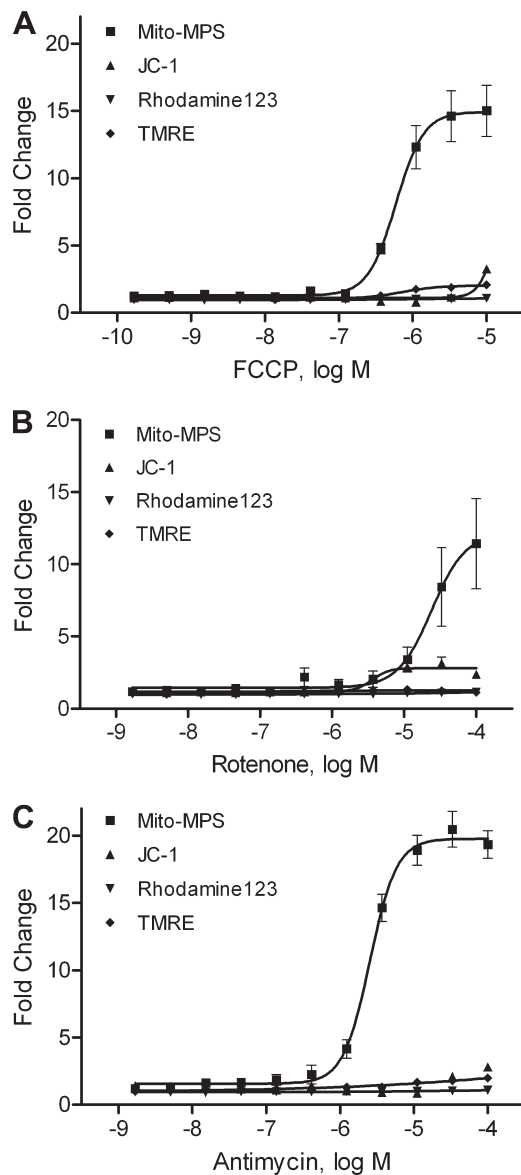 A
Mito-MPS
JC-1
Rhodamine123
TMRE
Fold Change
20
15
10
5
0
-10 -9 -8 -7 -6 -5
FCCP, log M
B
Mito-MPS
JC-1
Rhodamine123
TMRE
Fold Change
20
15
10
5
0
-9 -8 -7 -6 -5 -4
Rotenone, log M
C
Mito-MPS
JC-1
Rhodamine123
TMRE
Fold Change
20
15
10
5
0
-9 -8 -7 -6 -5 -4
Antimycin, log M